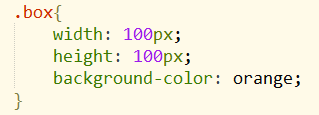 .box{
    width: 100px;
    height: 100px;
    background-color: orange;
}